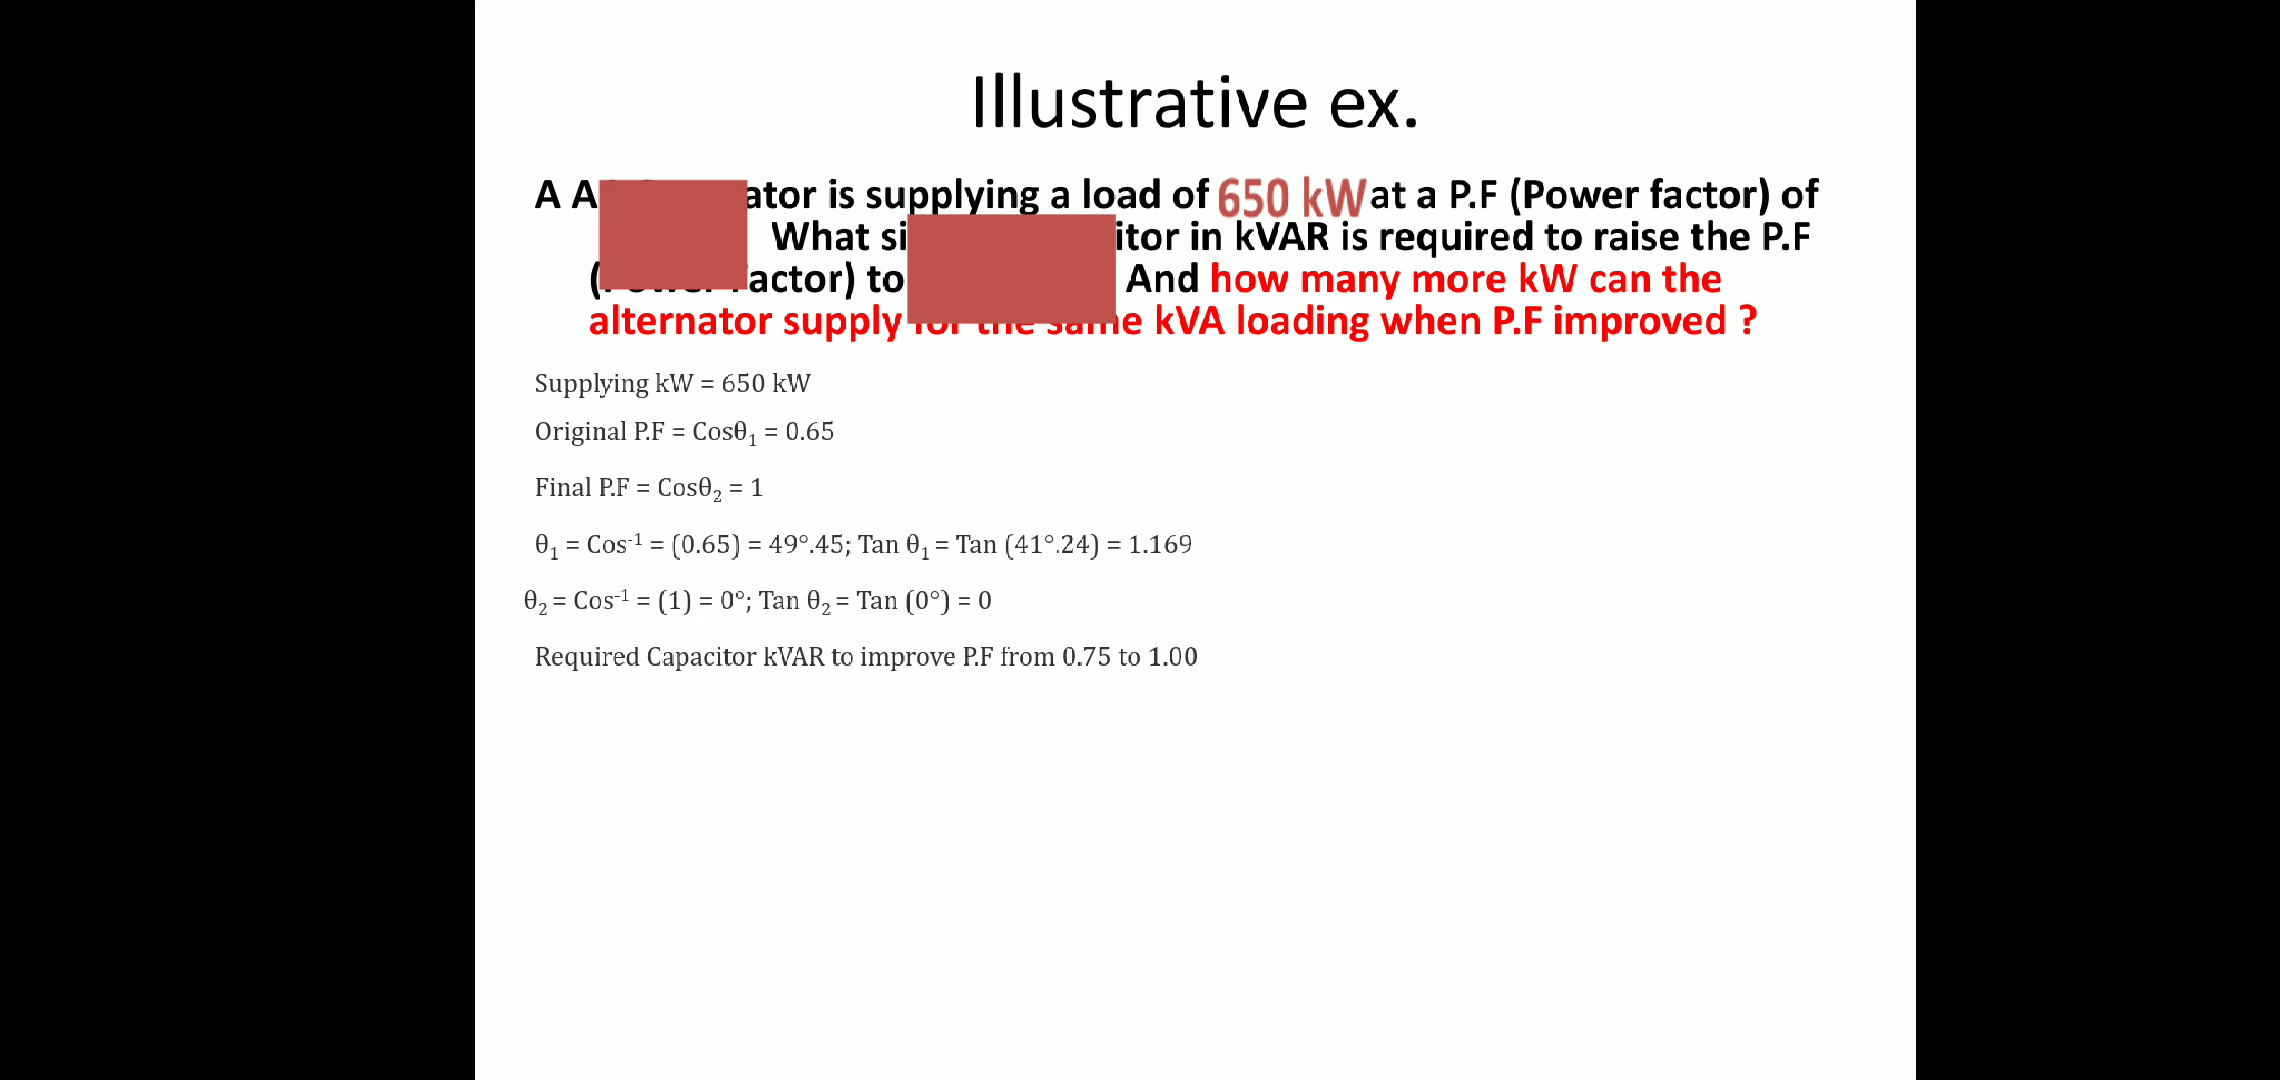 Illustrative ex.
A A ator is supplying a load of 650 kW at a P.F (Power factor) of
What si itor in kVAR is required to raise the P.F
( actor) to And how many more kW can the
alternator supply for the same kVA loading when P.F improved ?
Supplying kW = 650 kW
Original P.F = Cosθ₁ = 0.65
Final P.F = Cosθ₂ = 1
θ₁ = Cos⁻¹ = (0.65) = 49°.45; Tan θ₁ = Tan (41°.24) = 1.169
θ₂ = Cos⁻¹ = (1) = 0°; Tan θ₂ = Tan (0°) = 0
Required Capacitor kVAR to improve P.F from 0.75 to 1.00